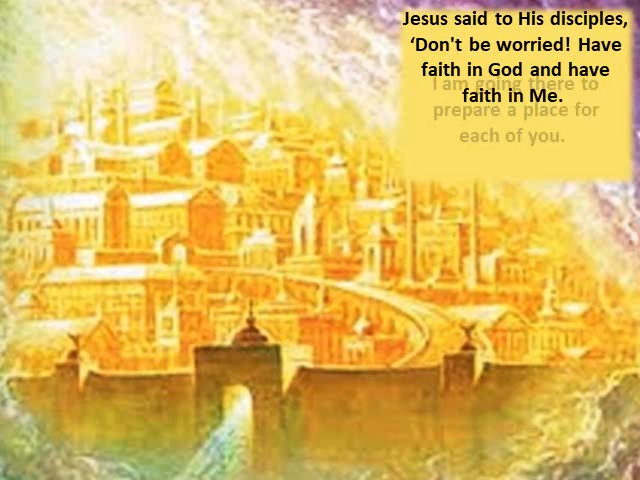 Jesus said to His disciples,
‘Don't be worried! Have
faith in God and have
faith in Me.
I am going there to
prepare a place for
each of you.